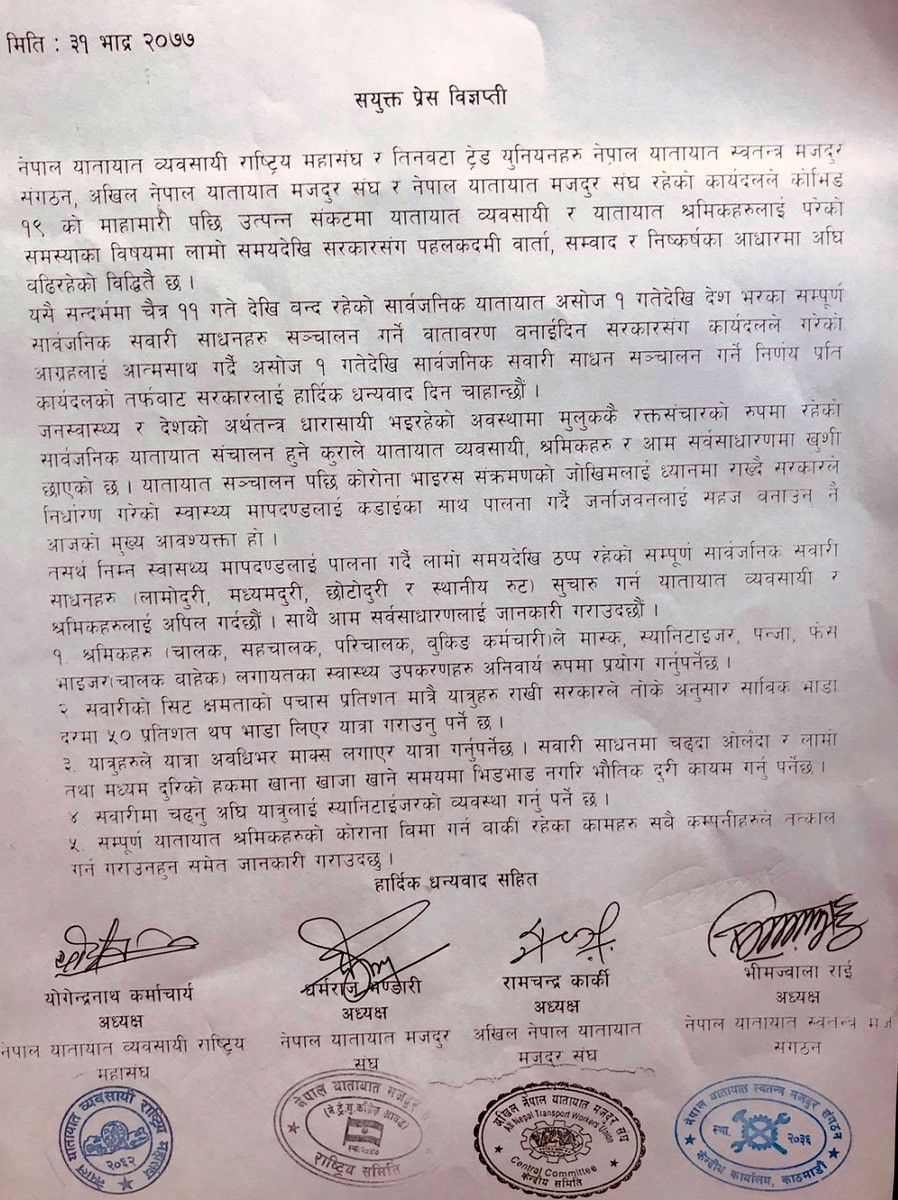 मिति : ३१ भाद्र २०७७
सयुक्त प्रेस विज्ञप्ती
नेपाल यातायात व्यवसायी राष्ट्रिय महासंघ र तिनवटा ट्रेड युनियनहरु नेपाल यातायात स्वतन्त्र मजदुर
संगठन, अखिल नेपाल यातायात मजदुर संघ र नेपाल यातायात मजदुर संघ रहेको कार्यदलले कोभिड
१९ को माहामारी पछि उत्पन्न संकटमा यातायात व्यवसायी र यातायात श्रमिकहरुलाई परेको
समस्याका विषयमा लामो समयदेखि सरकारसंग पहलकदमी वार्ता, सम्वाद र निष्कर्षका आधारमा अघि
वढिरहेको विद्धितै छ ।
यसै सन्दर्भमा चैत्र ११ गते देखि वन्द रहेको सार्वजनिक यातायात असोज १ गतेदेखि देश भरका सम्पूर्ण
सार्वजनिक सवारी साधनहरु सञ्चालन गर्ने वातावरण वनाईदिन सरकारसंग कार्यदलले गरेको
आग्रहलाई आत्मसाथ गर्दै असोज १ गतेदेखि सार्वजनिक सवारी साधन सञ्चालन गर्ने निर्णय प्रति
कार्यदलको तर्फवाट सरकारलाई हार्दिक धन्यवाद दिन चाहान्छौं ।
जनस्वास्थ्य र देशको अर्थतन्त्र धारासायी भइरहेको अवस्थामा मुलुककै रक्तसंचारको रुपमा रहेको
सार्वजनिक यातायात संचालन हुने कुराले यातायात व्यवसायी, श्रमिकहरु र आम सर्वसाधारणमा खुशी
छाएको छ । यातायात सञ्चालन पछि कोरोना भाइरस संक्रमणको जोखिमलाई ध्यानमा राख्दै सरकारले
निर्धारण गरेको स्वास्थ्य मापदण्डलाई कडाईका साथ पालना गर्दै जनजिवनलाई सहज वनाउन नै
आजको मुख्य आवश्यक्ता हो ।
तसर्थ निम्न स्वासथ्य मापदण्डलाई पालना गर्दै लामो समयदेखि ठप्प रहेको सम्पूर्ण सार्वजनिक सवारी
साधनहरु (लामोदुरी, मध्यमदुरी, छोटोदुरी र स्थानीय रुट) सुचारु गर्न यातायात व्यवसायी र
श्रमिकहरुलाई अपिल गर्दछौं । साथै आम सर्वसाधारणलाई जानकारी गराउदछौं ।
१. श्रमिकहरु (चालक, सहचालक, परिचालक, वुकिङ कर्मचारी)ले मास्क, स्यानिटाइजर, पन्जा, फेस
भाइजर(चालक वाहेक) लगायतका स्वास्थ्य उपकरणहरु अनिवार्य रुपमा प्रयोग गर्नुपर्नेछ ।
२. सवारीको सिट क्षमताको पचास प्रतिशत मात्रै यात्रुहरु राखी सरकारले तोके अनुसार साविक भाडा
दरमा ५० प्रतिशत थप भाडा लिएर यात्रा गराउनु पर्ने छ ।
३. यात्रुहरुले यात्रा अवधिभर माक्स लगाएर यात्रा गर्नुपर्नेछ । सवारी साधनमा चढ्दा ओर्लदा र लामो
तथा मध्यम दुरिको हकमा खाना खाजा खाने समयमा भिडभाड नगरि भौतिक दुरी कायम गर्नु पर्नेछ ।
४. सवारीमा चढ्नु अघि यात्रुलाई स्यानिटाईजरको व्यवस्था गर्नु पर्ने छ ।
५. सम्पूर्ण यातायात श्रमिकहरुको कोराना विमा गर्न वाकी रहेका कामहरु सवै कम्पनीहरुले तत्काल
गर्न गराउनहुन समेत जानकारी गराउदछु ।
हार्दिक धन्यवाद सहित
योगेन्द्रनाथ कर्माचार्य
अध्यक्ष
नेपाल यातायात व्यवसायी राष्ट्रिय
महासंघ
धर्मराज भण्डारी
अध्यक्ष
नेपाल यातायात मजदुर
संघ
रामचन्द्र कार्की
अध्यक्ष
अखिल नेपाल यातायात
मजदुर संघ
भीमज्वाला राई
अध्यक्ष
नेपाल यातायात स्वतन्त्र मज
संगठन
नेपाल यातायात व्यवसायी राष्ट्रिय महासंघ
२०६२
नेपाल यातायात मजदुर
राष्ट्रिय समिति
अखिल नेपाल यातायात मजदुर संघ
All Nepal Transport Workers Union
Central Committee
केन्द्रीय समिति
नेपाल यातायात स्वतन्त्र मजदुर संगठन
स्था. २०३६
केन्द्रीय कार्यालय, काठमाडौं